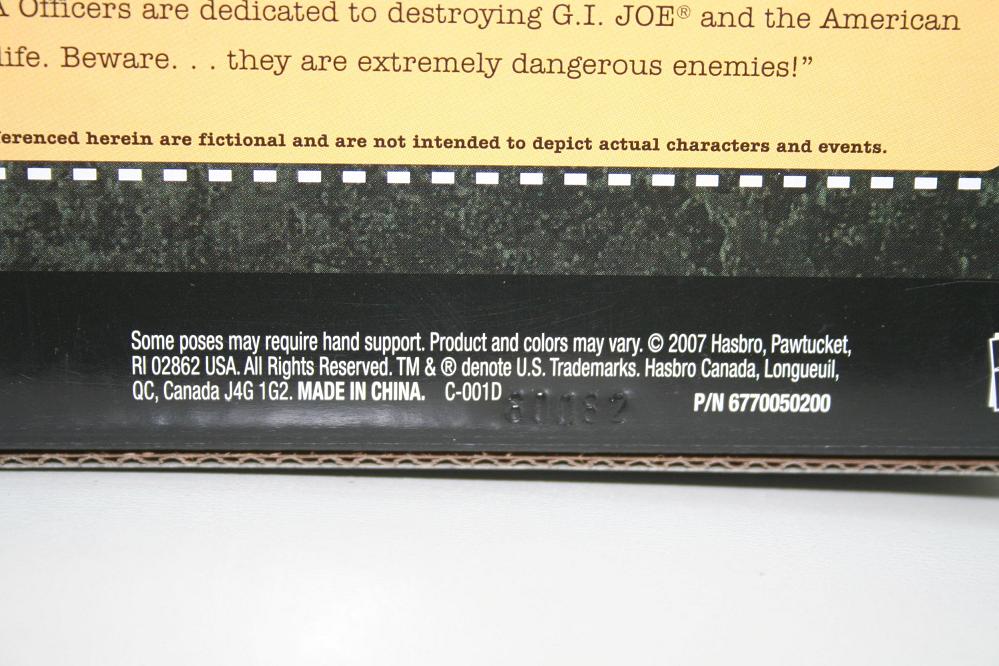 Officers are dedicated to destroying G.I. JOE® and the American
life. Beware. . . they are extremely dangerous enemies!”
herein are fictional and are not intended to depict actual characters and events.
Some poses may require hand support. Product and colors may vary. © 2007 Hasbro, Pawtucket,
RI 02862 USA. All Rights Reserved. TM & ® denote U.S. Trademarks. Hasbro Canada, Longueuil,
QC, Canada J4G 1G2. MADE IN CHINA. C-001D
P/N 6770050200